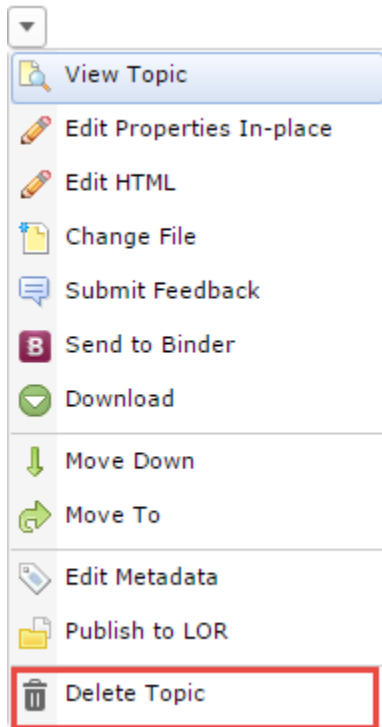 View Topic
Edit Properties In-place
Edit HTML
Change File
Submit Feedback
Send to Binder
Download
Move Down
Move To
Edit Metadata
Publish to LOR
Delete Topic